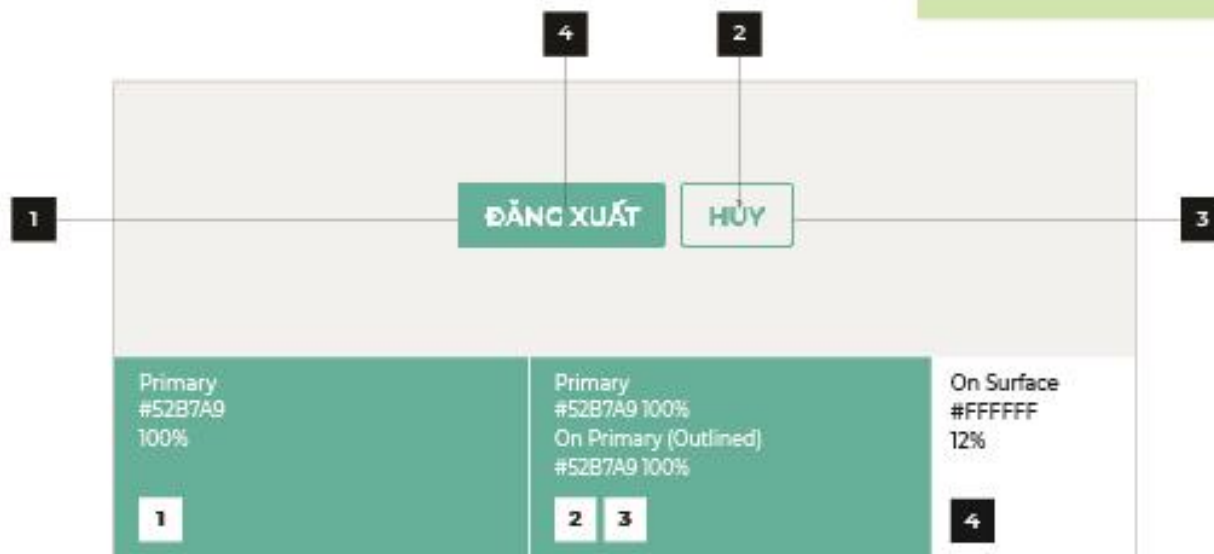 4 2
1 ĐĂNG XUẤT HỦY 3
Primary
#52B7A9
100%
1
Primary
#52B7A9 100%
On Primary (Outlined)
#52B7A9 100%
2 3
On Surface
#FFFFFF
12%
4